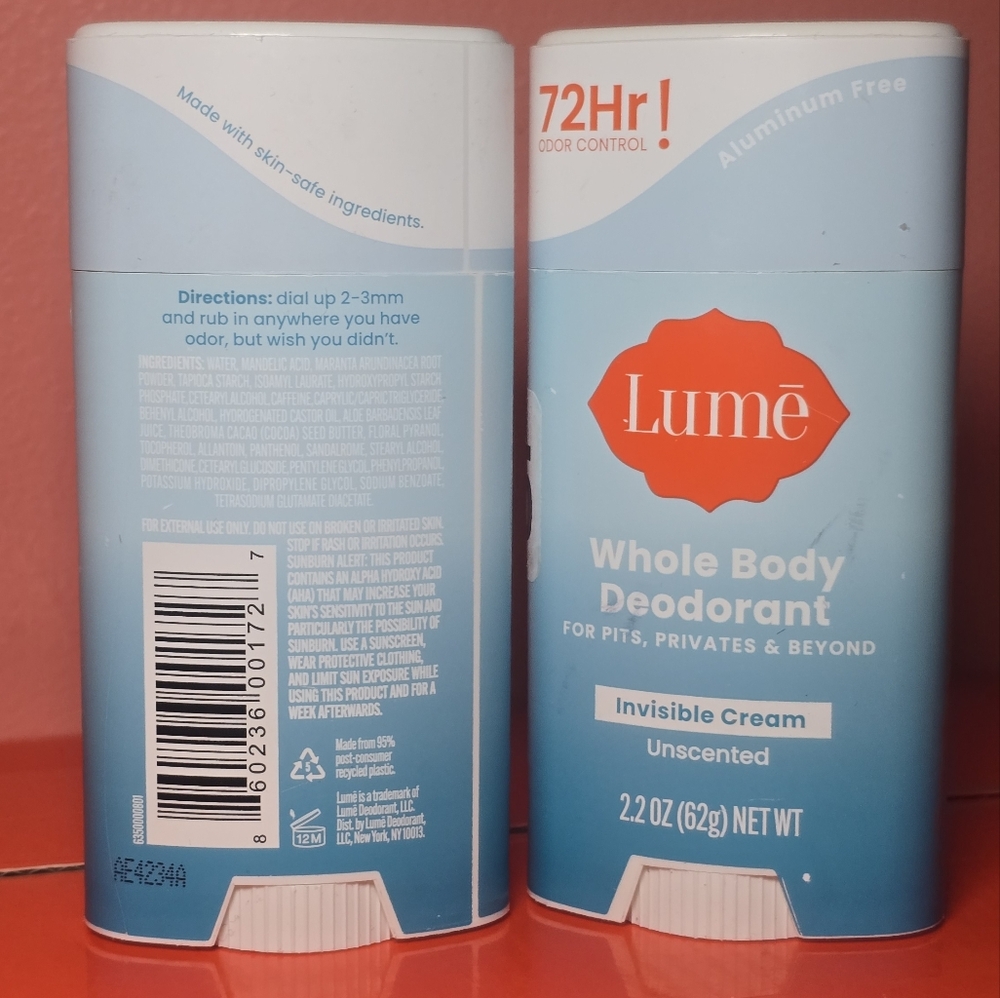 Made with skin-safe ingredients.
Directions: dial up 2-3mm
and rub in anywhere you have
odor, but wish you didn't.
INGREDIENTS: WATER, MANDELIC ACID, MARANTA ARUNDINACEA ROOT
POWDER, TAPIOCA STARCH, ISOAMYL LAURATE, HYDROXYPROPYL STARCH
PHOSPHATE, CETEARYL ALCOHOL, CAFFEINE, CAPRYLIC/CAPRIC TRIGLYCERIDE,
BEHENYL ALCOHOL, HYDROGENATED CASTOR OIL, ALOE BARBADENSIS LEAF
JUICE, THEOBROMA CACAO (COCOA) SEED BUTTER, FLORAL PYRANOL,
TOCOPHEROL, ALLANTOIN, PANTHENOL, SANDALROME, STEARYL ALCOHOL,
DIMETHICONE, CETEARYL GLUCOSIDE, PENTYLENE GLYCOL, PHENYLPROPANOL,
POTASSIUM HYDROXIDE, DIPROPYLENE GLYCOL, SODIUM BENZOATE,
TETRASODIUM GLUTAMATE DIACETATE.
FOR EXTERNAL USE ONLY. DO NOT USE ON BROKEN OR IRRITATED SKIN.
STOP IF RASH OR IRRITATION OCCURS.
SUNBURN ALERT: THIS PRODUCT
CONTAINS AN ALPHA HYDROXY ACID
(AHA) THAT MAY INCREASE YOUR
SKIN'S SENSITIVITY TO THE SUN AND
PARTICULARLY THE POSSIBILITY OF
SUNBURN. USE A SUNSCREEN,
WEAR PROTECTIVE CLOTHING,
AND LIMIT SUN EXPOSURE WHILE
USING THIS PRODUCT AND FOR A
WEEK AFTERWARDS.
8 60236 00172 7
5
Made from 95%
post-consumer
recycled plastic.
12M
Lumē is a trademark of
Lumē Deodorant, LLC.
Dist. by Lumē Deodorant,
LLC, New York, NY 10013.
6350000801
AE4234A
72Hr!
ODOR CONTROL
Aluminum Free
Lumē
Whole Body
Deodorant
FOR PITS, PRIVATES & BEYOND
Invisible Cream
Unscented
2.2 OZ (62g) NET WT